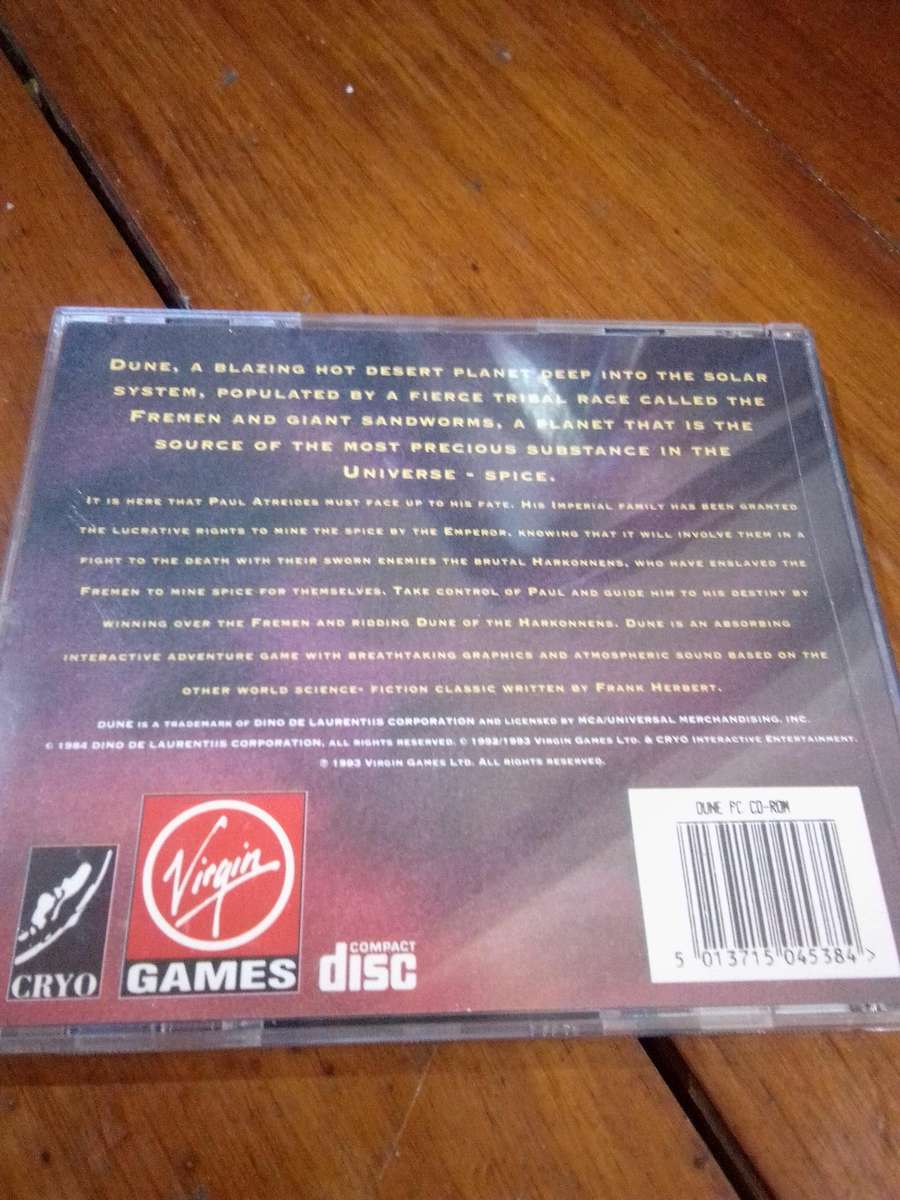 DUNE, A BLAZING HOT DESERT PLANET DEEP INTO THE SOLAR
SYSTEM, POPULATED BY A FIERCE TRIBAL RACE CALLED THE
FREMEN AND GIANT SANDWORMS, A PLANET THAT IS THE
SOURCE OF THE MOST PRECIOUS SUBSTANCE IN THE
UNIVERSE - SPICE.
IT IS HERE THAT PAUL ATREIDES MUST FACE UP TO HIS FATE. HIS IMPERIAL FAMILY HAS BEEN GRANTED
THE LUCRATIVE RIGHTS TO MINE THE SPICE BY THE EMPEROR, KNOWING THAT IT WILL INVOLVE THEM IN A
FIGHT TO THE DEATH WITH THEIR SWORN ENEMIES THE BRUTAL HARKONNENS, WHO HAVE ENSLAVED THE
FREMEN TO MINE SPICE FOR THEMSELVES. TAKE CONTROL OF PAUL AND GUIDE HIM TO HIS DESTINY BY
WINNING OVER THE FREMEN AND RIDDING DUNE OF THE HARKONNENS. DUNE IS AN ABSORBING
INTERACTIVE ADVENTURE GAME WITH BREATHTAKING GRAPHICS AND ATMOSPHERIC SOUND BASED ON THE
OTHER WORLD SCIENCE- FICTION CLASSIC WRITTEN BY FRANK HERBERT.
DUNE IS A TRADEMARK OF DINO DE LAURENTIIS CORPORATION AND LICENSED BY MCA/UNIVERSAL MERCHANDISING, INC.
© 1984 DINO DE LAURENTIIS CORPORATION, ALL RIGHTS RESERVED. © 1992/1993 VIRGIN GAMES LTD. & CRYO INTERACTIVE ENTERTAINMENT.
℗ 1993 VIRGIN GAMES LTD. ALL RIGHTS RESERVED.
DUNE PC CD-ROM
Virgin
GAMES
CRYO
COMPACT
disc
5 013715 045384 >